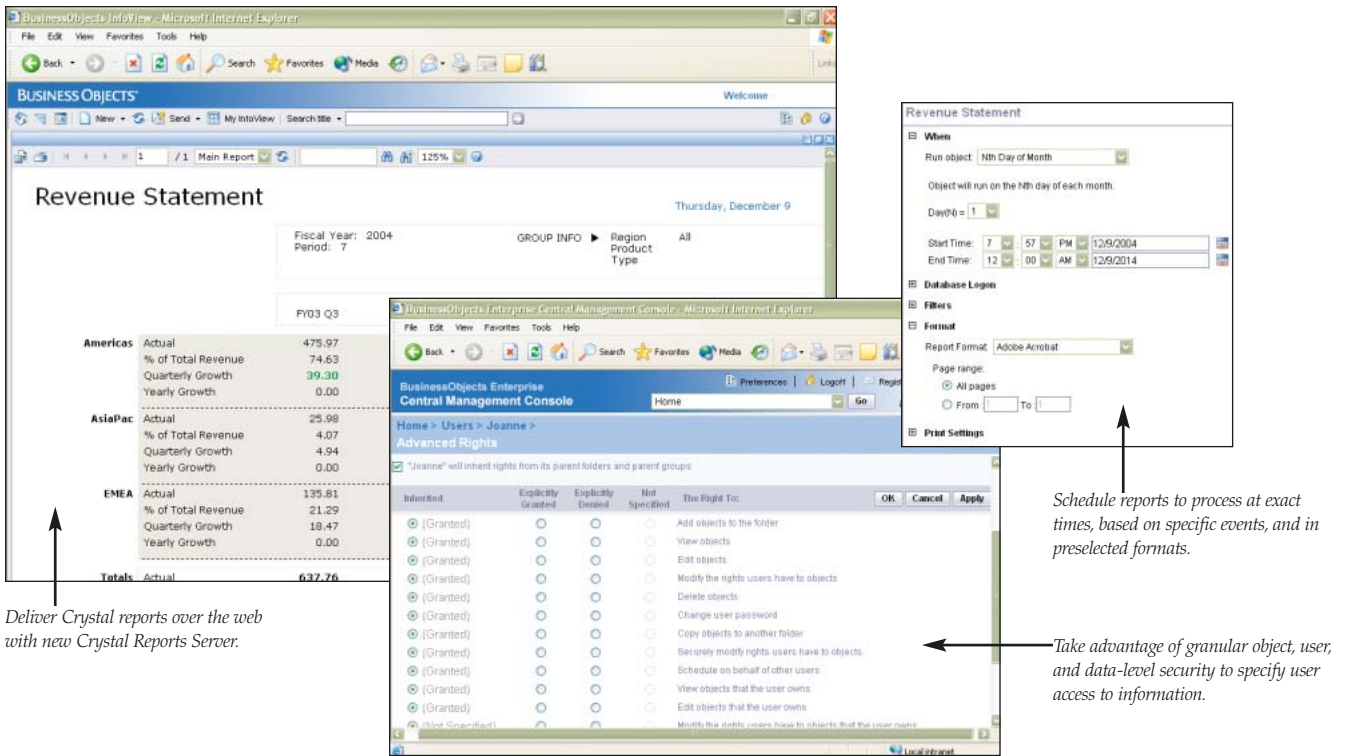 BusinessObjects InfoView - Microsoft Internet Explorer
File Edit View Favorites Tools Help
Back Search Favorites Media
BUSINESS OBJECTS
Welcome
New Send My InfoView Search title
1 /1 Main Report 125%
Revenue Statement
Thursday, December 9
Fiscal Year: 2004
Period: 7
GROUP INFO ▶ Region All
Product
Type
FY03 Q3
Americas Actual 475.97
% of Total Revenue 74.63
Quarterly Growth 39.30
Yearly Growth 0.00
AsiaPac Actual 25.98
% of Total Revenue 4.07
Quarterly Growth 4.94
Yearly Growth 0.00
EMEA Actual 135.81
% of Total Revenue 21.29
Quarterly Growth 18.47
Yearly Growth 0.00
Totals Actual 637.76
Deliver Crystal reports over the web
with new Crystal Reports Server.
BusinessObjects Enterprise Central Management Console - Microsoft Internet Explorer
File Edit View Favorites Tools Help
Back Search Favorites Media
BusinessObjects Enterprise
Central Management Console
Preferences | Logoff |
Home Go
Home > Users > Joanne >
Advanced Rights
"Joanne" will inherit rights from its parent folders and parent groups
Inherited Explicitly Granted Explicitly Denied Not Specified The Right To: OK Cancel Apply
(Granted) Add objects to the folder
(Granted) View objects
(Granted) Edit objects
(Granted) Modify the rights users have to objects
(Granted) Delete objects
(Granted) Change user password
(Granted) Copy objects to another folder
(Granted) Securely modify rights users have to objects.
(Granted) Schedule on behalf of other users
(Granted) View objects that the user owns
(Granted) Edit objects that the user owns
(Not Specified) Modify the rights users have to objects that the user owns
Local intranet
Revenue Statement
When
Run object: Nth Day of Month
Object will run on the Nth day of each month.
Day(N) = 1
Start Time: 7 : 57 PM 12/9/2004
End Time: 12 : 00 AM 12/9/2014
Database Logon
Filters
Format
Report Format: Adobe Acrobat
Page range:
All pages
From : 1 To : 1
Print Settings
Schedule reports to process at exact
times, based on specific events, and in
preselected formats.
Take advantage of granular object, user,
and data-level security to specify user
access to information.